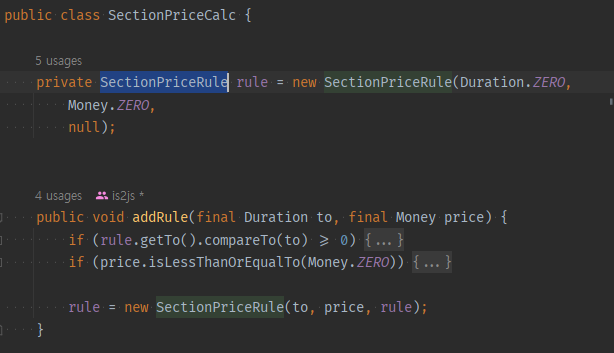 public class SectionPriceCalc {
5 usages
private SectionPriceRule rule = new SectionPriceRule(Duration.ZERO,
Money.ZERO,
null);
4 usages is2js *
public void addRule(final Duration to, final Money price) {
if (rule.getTo().compareTo(to) ≥ 0) {...}
if (price.isLessThanOrEqualTo(Money.ZERO)) {...}
rule = new SectionPriceRule(to, price, rule);
}